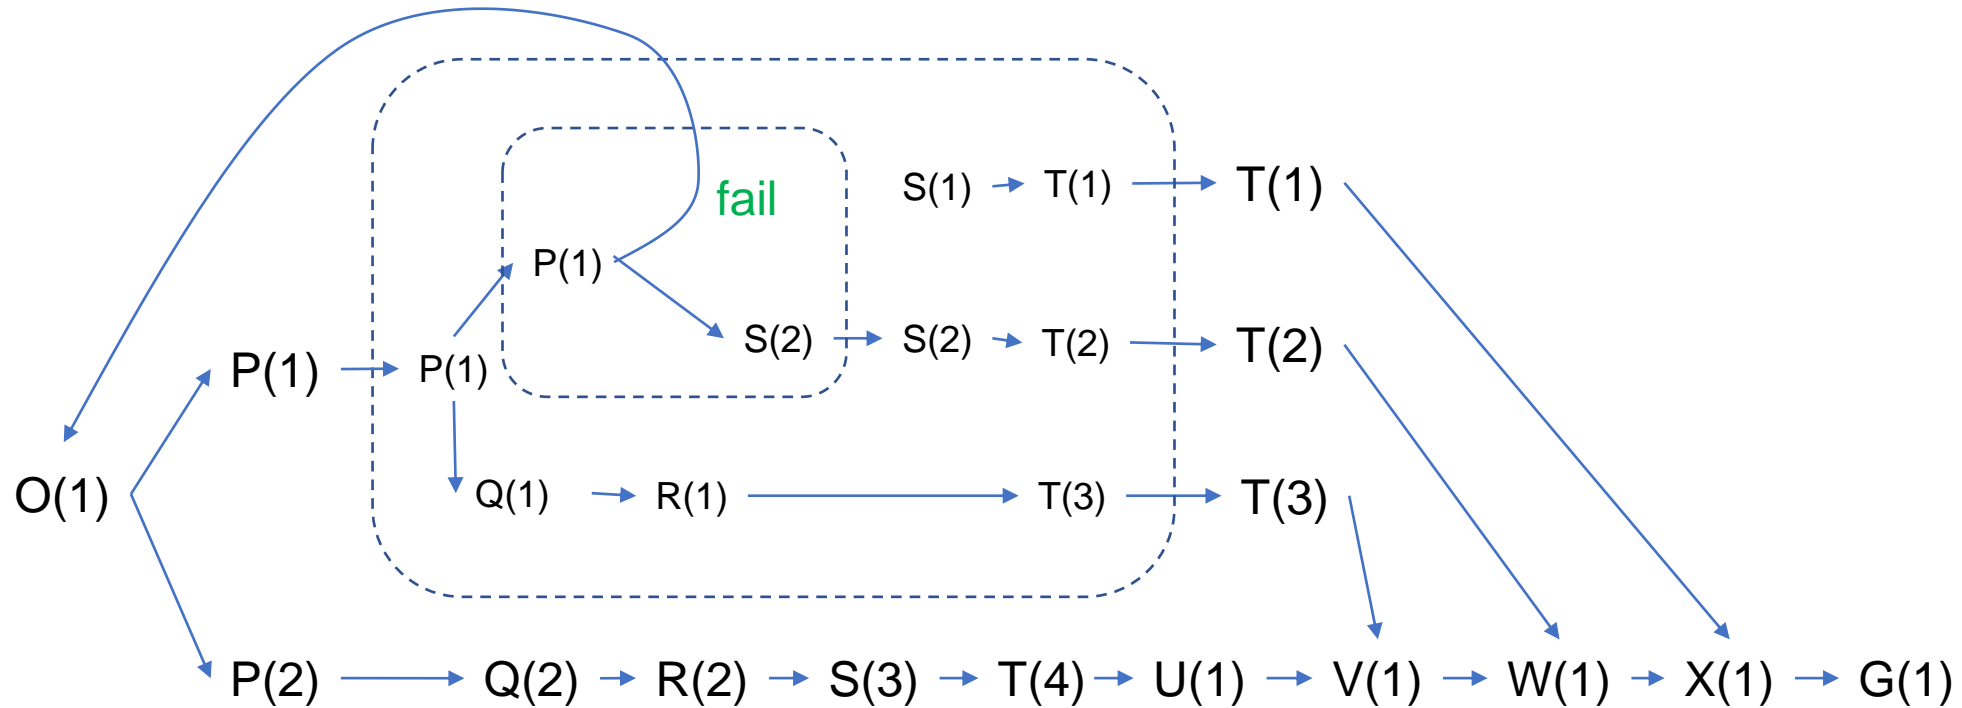 fail
S(1) T(1) T(1)
P(1)
S(2) S(2) T(2) T(2)
P(1) P(1)
O(1) Q(1) R(1) T(3) T(3)
P(2) Q(2) R(2) S(3) T(4) U(1) V(1) W(1) X(1) G(1)